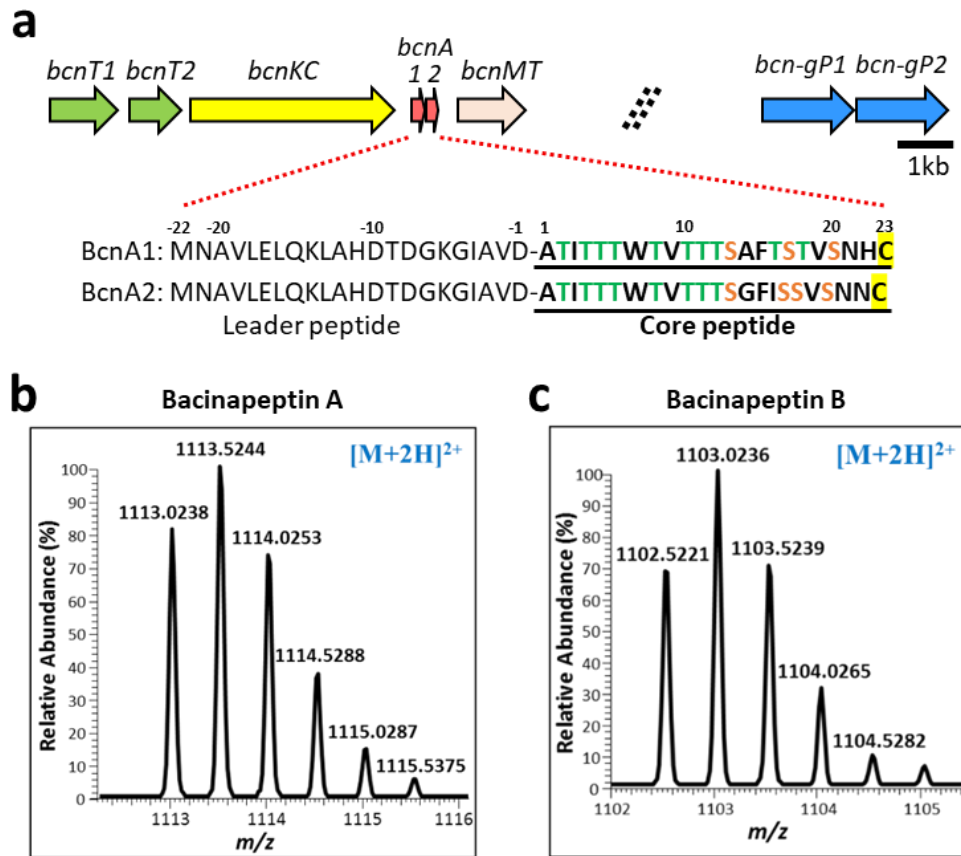 a
bcnA
bcnT1 bcnT2 bcnKC 1 2 bcnMT bcn-gP1 bcn-gP2
1kb
-22 -20 -10 -1 1 10 20 23
BcnA1: MNAVLELQKLAHDTDGKGIAVD-ATITTTWTVTTTSAFTSTVSNHC
BcnA2: MNAVLELQKLAHDTDGKGIAVD-ATITTTWTVTTTSGFISSVSNNC
Leader peptide Core peptide
b Bacinapeptin A
[M+2H]2+
1113.5244
1113.0238
1114.0253
1114.5288
1115.0287
1115.5375
Relative Abundance (%)
100
90
80
70
60
50
40
30
20
10
0
1113 1114 1115 1116
m/z
c Bacinapeptin B
[M+2H]2+
1103.0236
1102.5221
1103.5239
1104.0265
1104.5282
Relative Abundance (%)
100
90
80
70
60
50
40
30
20
10
0
1102 1103 1104 1105
m/z